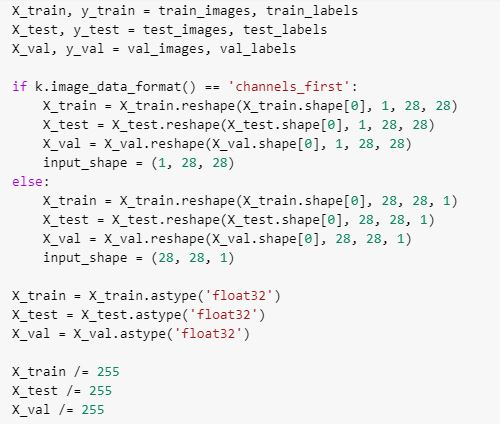 X_train, y_train = train_images, train_labels
X_test, y_test = test_images, test_labels
X_val, y_val = val_images, val_labels

if k.image_data_format() == 'channels_first':
    X_train = X_train.reshape(X_train.shape[0], 1, 28, 28)
    X_test = X_test.reshape(X_test.shape[0], 1, 28, 28)
    X_val = X_val.reshape(X_val.shape[0], 1, 28, 28)
    input_shape = (1, 28, 28)
else:
    X_train = X_train.reshape(X_train.shape[0], 28, 28, 1)
    X_test = X_test.reshape(X_test.shape[0], 28, 28, 1)
    X_val = X_val.reshape(X_val.shape[0], 28, 28, 1)
    input_shape = (28, 28, 1)

X_train = X_train.astype('float32')
X_test = X_test.astype('float32')
X_val = X_val.astype('float32')

X_train /= 255
X_test /= 255
X_val /= 255